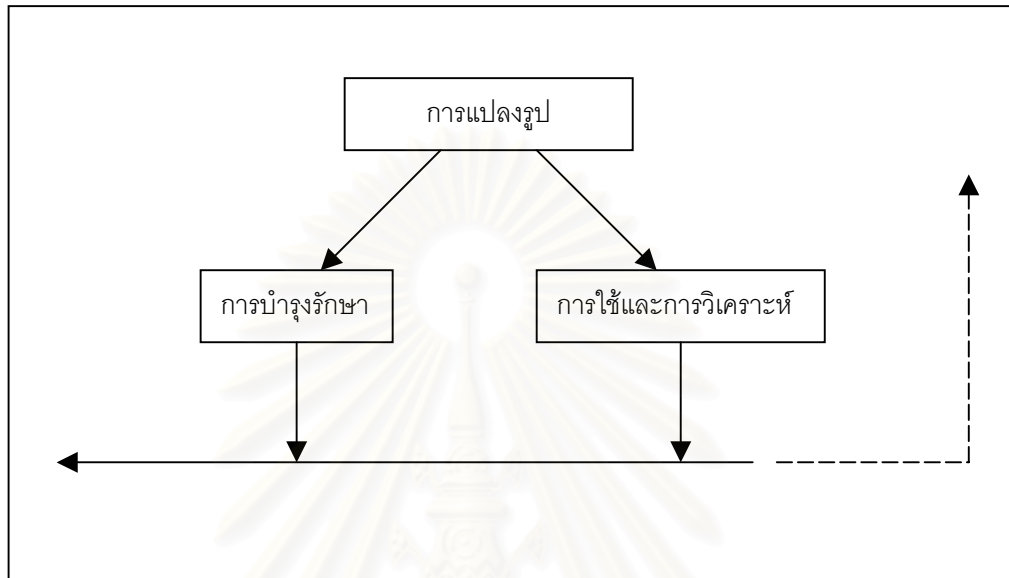 การแปลงรูป
การบำรุงรักษา
การใช้และการวิเคราะห์